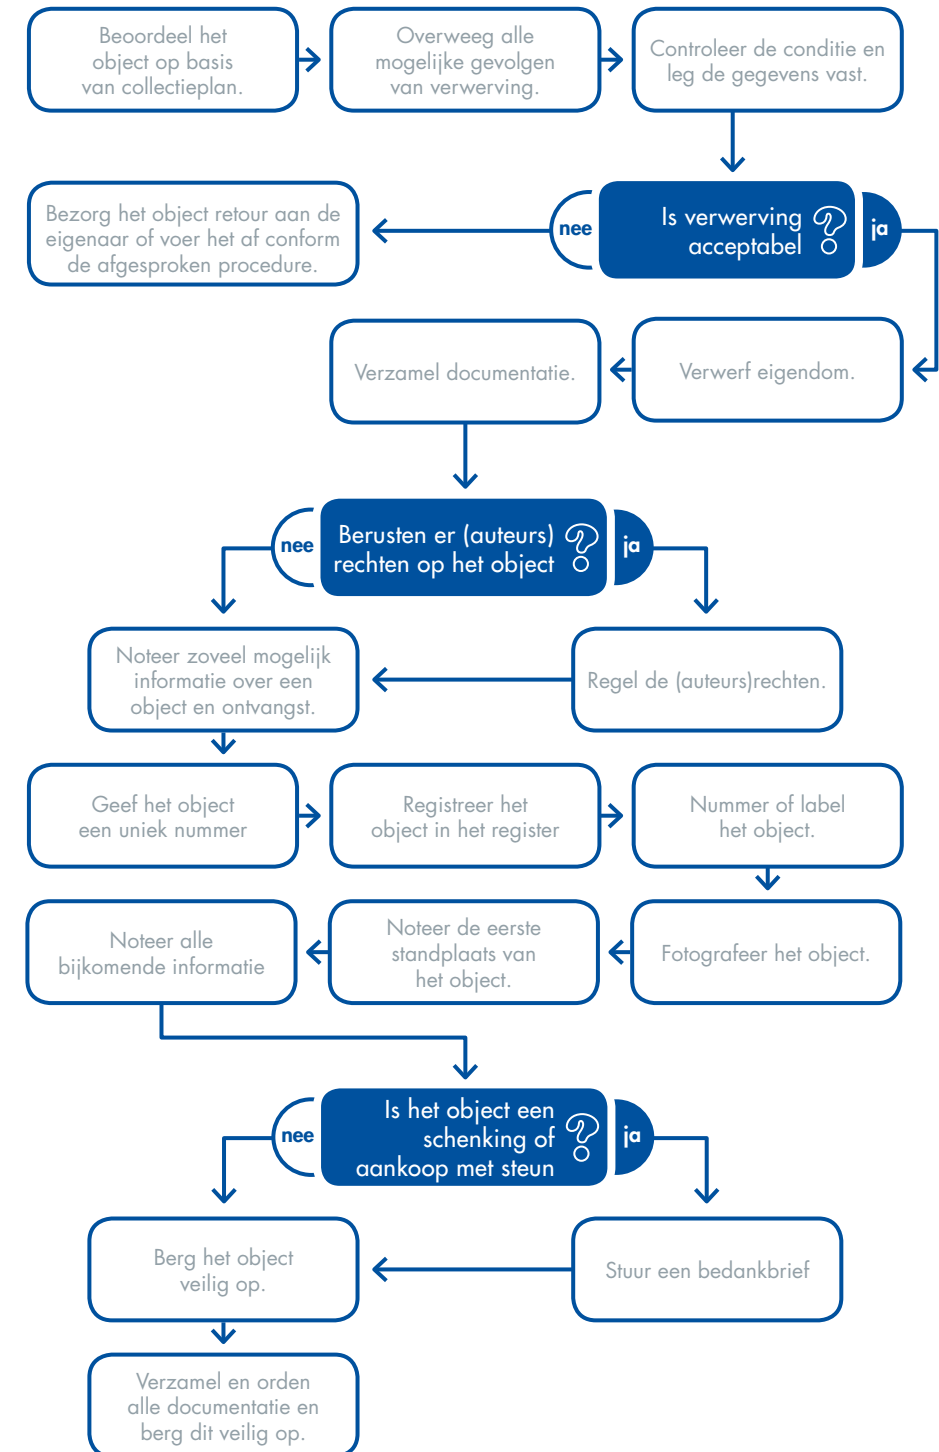 Beoordeel het
object op basis
van collectieplan.
Overweeg alle
mogelijke gevolgen
van verwerving.
Controleer de conditie en
leg de gegevens vast.
Bezorg het object retour aan de
eigenaar of voer het af conform
de afgesproken procedure.
nee
Is verwerving
acceptabel
?
ja
Verzamel documentatie.
Verwerf eigendom.
nee
Berusten er (auteurs)
rechten op het object
?
ja
Noteer zoveel mogelijk
informatie over een
object en ontvangst.
Regel de (auteurs)rechten.
Geef het object
een uniek nummer
Registreer het
object in het register
Nummer of label
het object.
Noteer alle
bijkomende informatie
Noteer de eerste
standplaats van
het object.
Fotografeer het object.
nee
Is het object een
schenking of
aankoop met steun
?
ja
Berg het object
veilig op.
Stuur een bedankbrief
Verzamel en orden
alle documentatie en
berg dit veilig op.